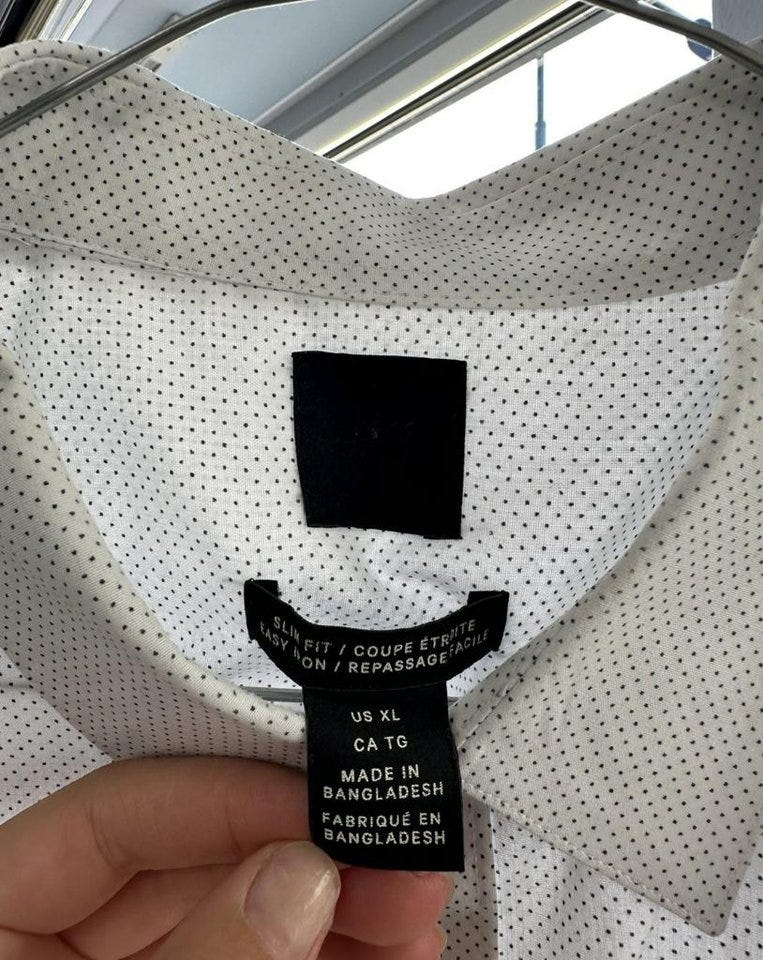 SLIM FIT / COUPE ÉTROITE
EASY IRON / REPASSAGE FACILE
US XL
CA TG
MADE IN
BANGLADESH
FABRIQUÉ EN
BANGLADESH